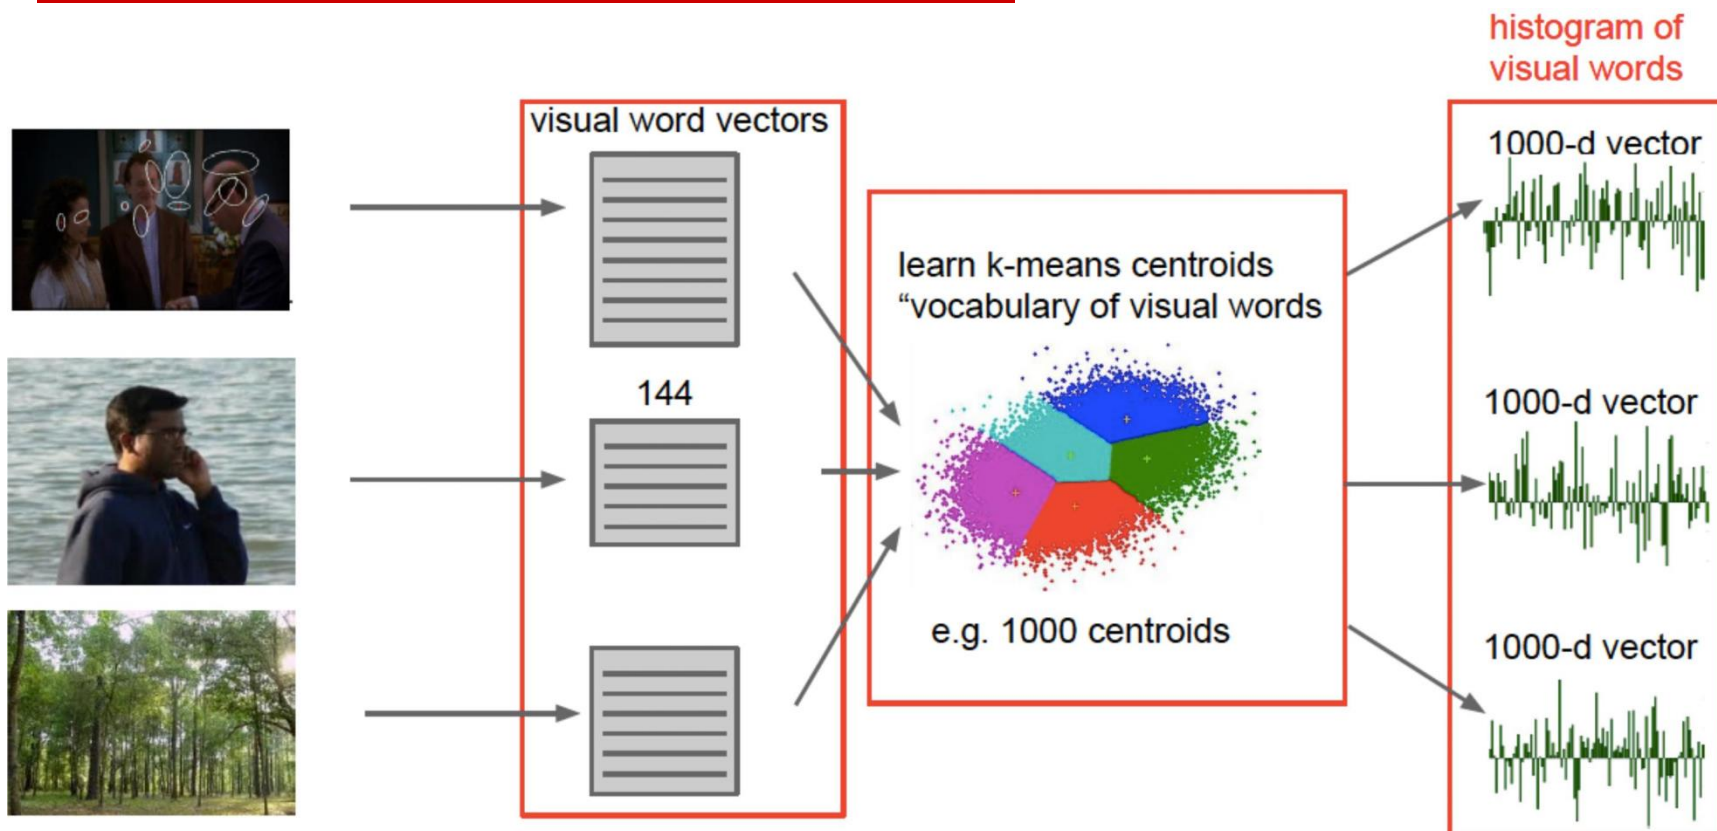 histogram of
visual words
visual word vectors
1000-d vector
learn k-means centroids
“vocabulary of visual words
144
1000-d vector
e.g. 1000 centroids
1000-d vector